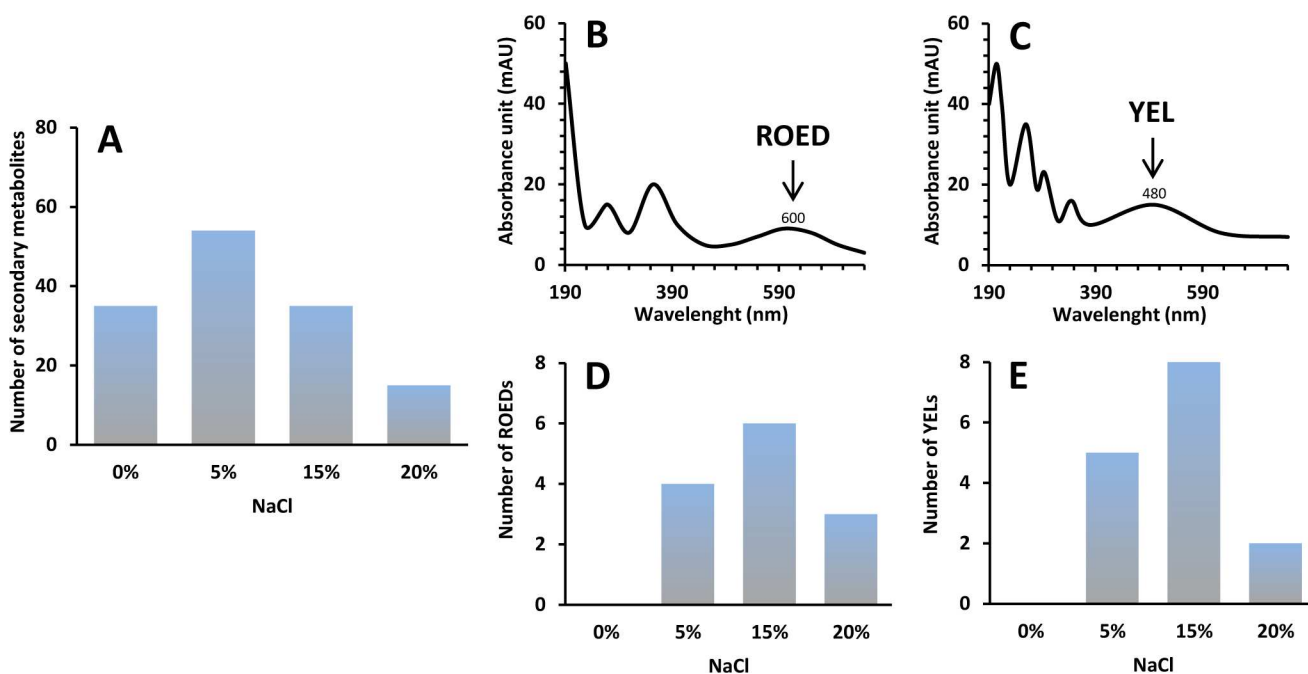 A
Number of secondary metabolites
80
60
40
20
0
0% 5% 15% 20%
NaCl
B
Absorbance unit (mAU)
60
40
20
0
ROED
600
190 390 590
Wavelenght (nm)
C
Absorbance unit (mAU)
60
40
20
0
YEL
480
190 390 590
Wavelenght (nm)
D
Number of ROEDs
8
6
4
2
0
0% 5% 15% 20%
NaCl
E
Number of YELs
8
6
4
2
0
0% 5% 15% 20%
NaCl